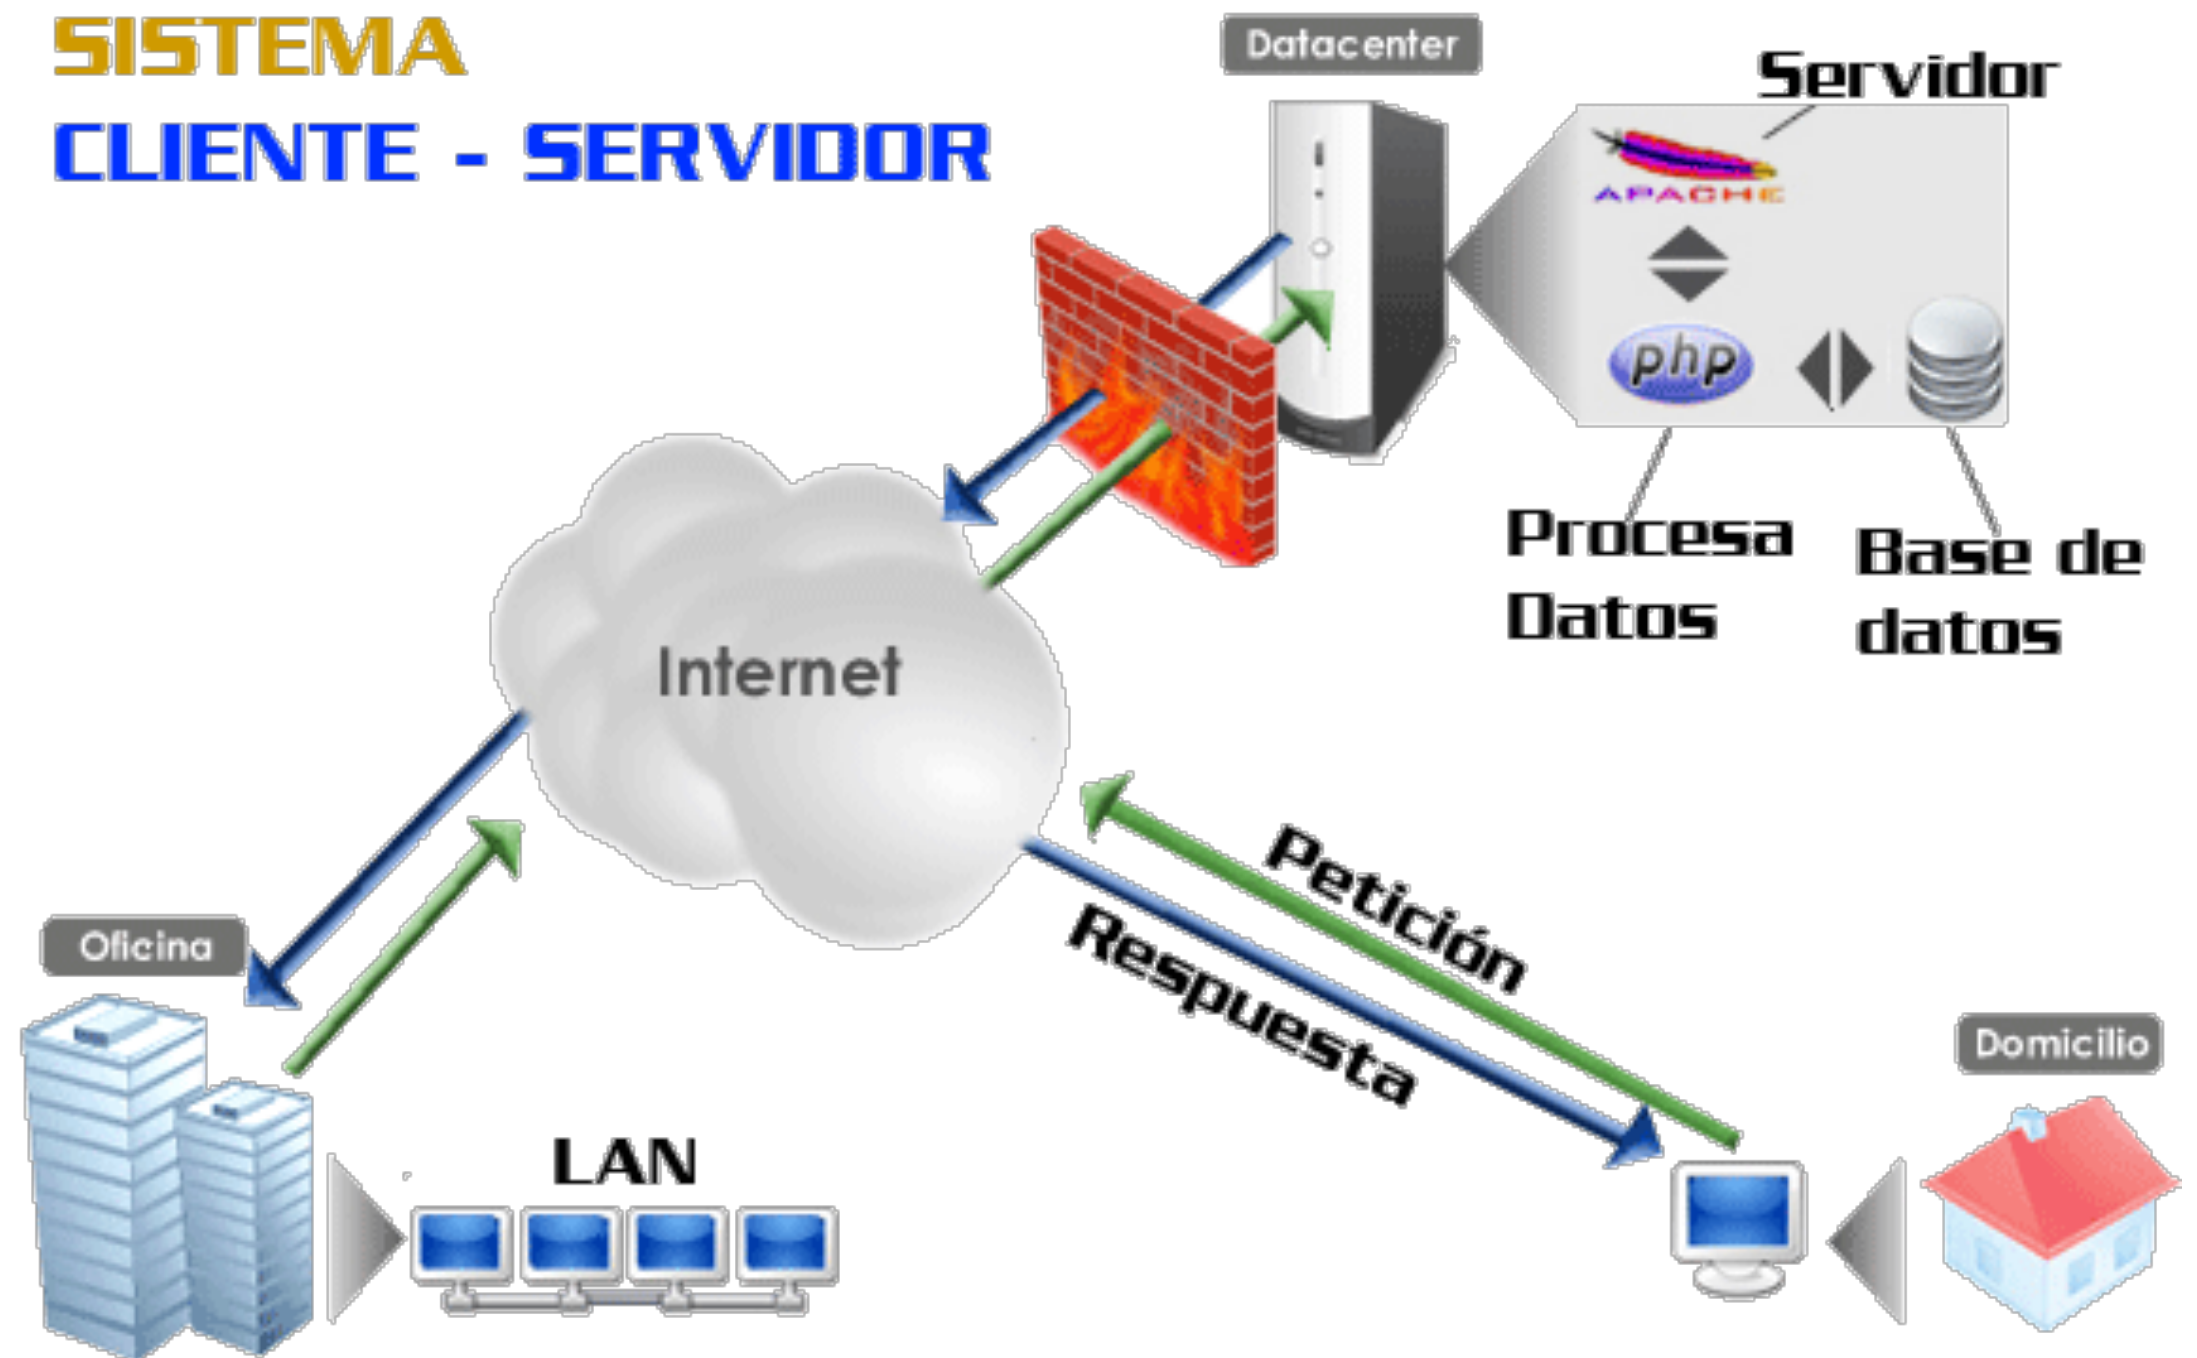 SISTEMA
CLIENTE - SERVIDOR
Datacenter
Servidor
APACHE
php
Procesa
Datos
Base de
datos
Internet
Petición
Respuesta
Oficina
LAN
Domicilio